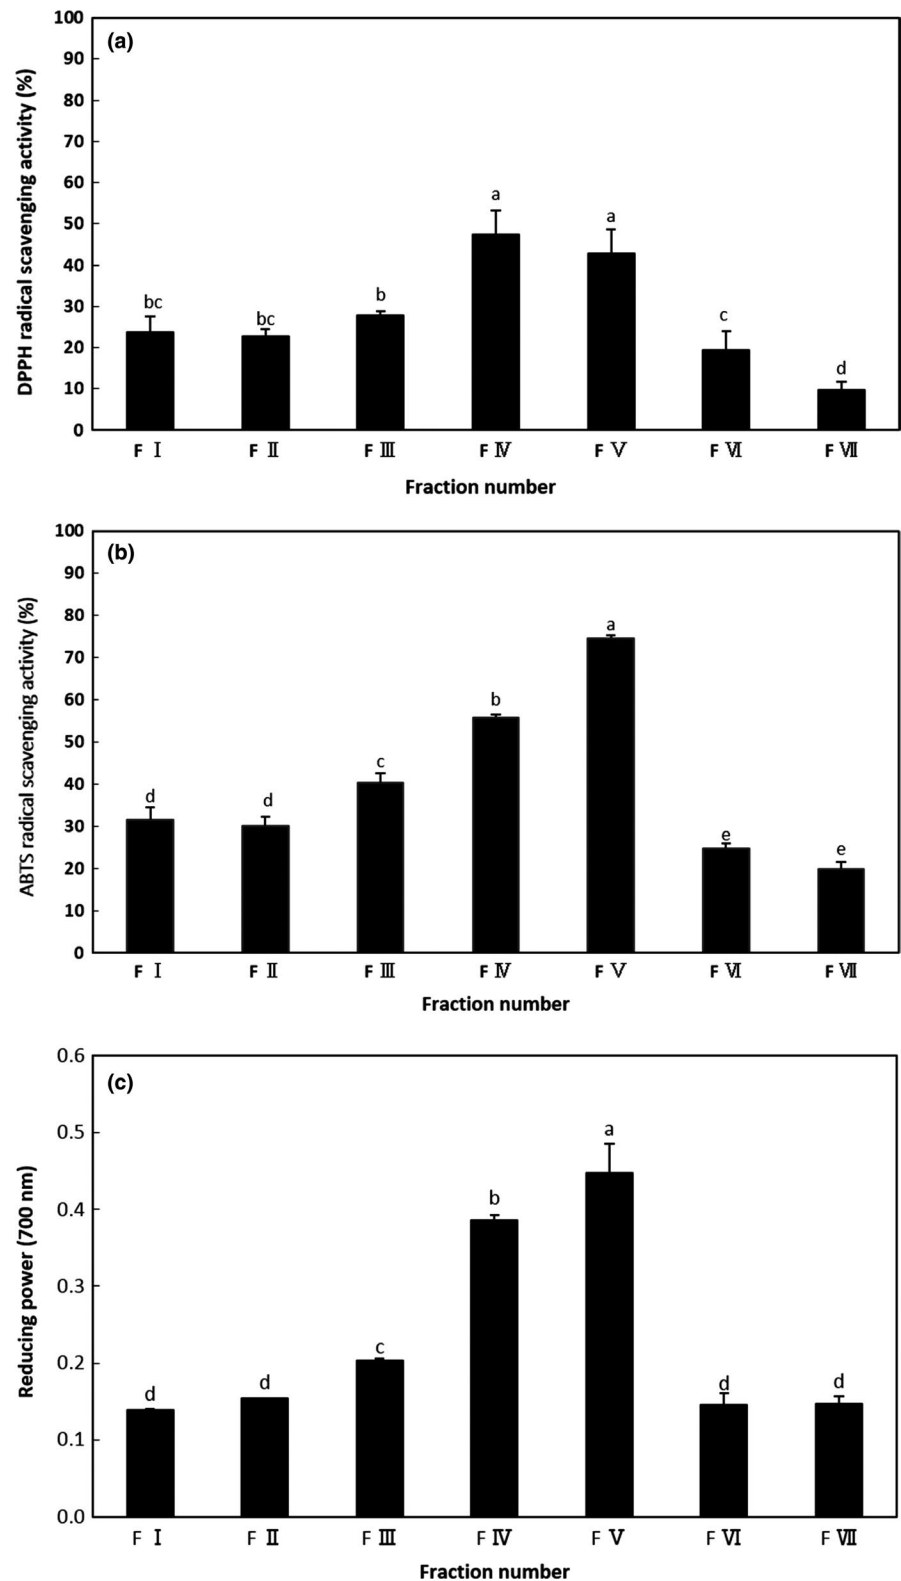 (a)
DPPH radical scavenging activity (%)
100
90
80
70
60
50
40
30
20
10
0
bc
bc
b
a
a
c
d
F Ⅰ F Ⅱ F Ⅲ F Ⅳ F Ⅴ F Ⅵ F Ⅶ
Fraction number
(b)
ABTS radical scavenging activity (%)
100
90
80
70
60
50
40
30
20
10
0
d
d
c
b
a
e
e
F Ⅰ F Ⅱ F Ⅲ F Ⅳ F Ⅴ F Ⅵ F Ⅶ
Fraction number
(c)
Reducing power (700 nm)
0.6
0.5
0.4
0.3
0.2
0.1
0.0
d
d
c
b
a
d
d
F Ⅰ F Ⅱ F Ⅲ F Ⅳ F Ⅴ F Ⅵ F Ⅶ
Fraction number